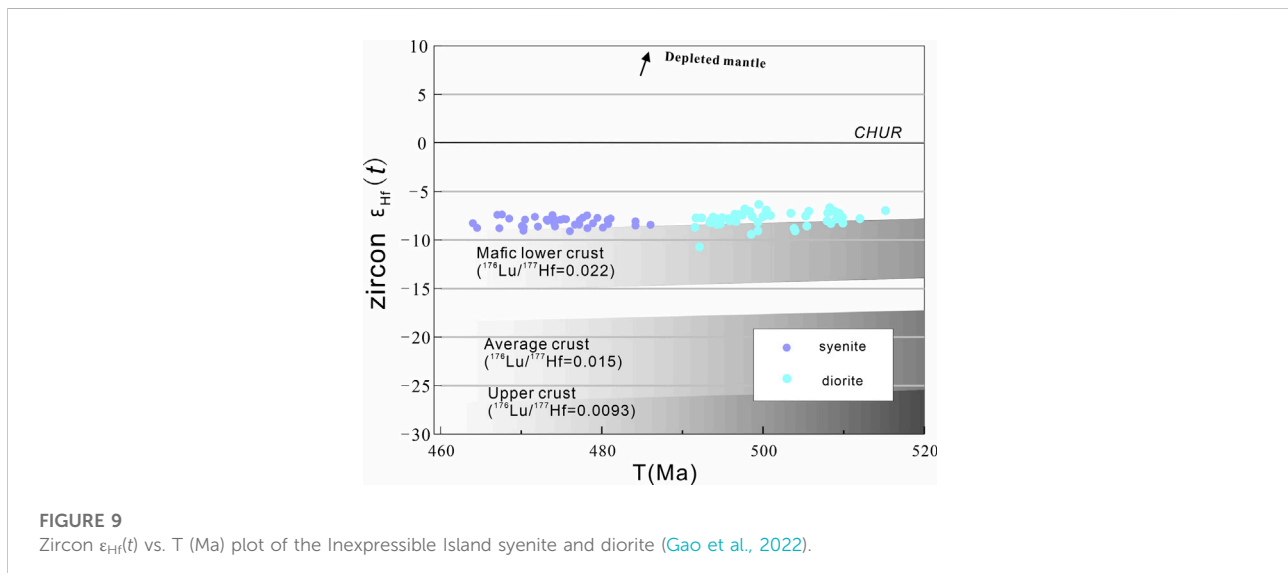 10
Depleted mantle
5
CHUR
0
zircon εHf(t)
−5
−10
Mafic lower crust
(¹⁷⁶Lu/¹⁷⁷Hf=0.022)
−15
−20
Average crust
(¹⁷⁶Lu/¹⁷⁷Hf=0.015)
syenite
diorite
−25
Upper crust
(¹⁷⁶Lu/¹⁷⁷Hf=0.0093)
−30
460 480 500 520
T(Ma)
FIGURE 9
Zircon εHf(t) vs. T (Ma) plot of the Inexpressible Island syenite and diorite (Gao et al., 2022).